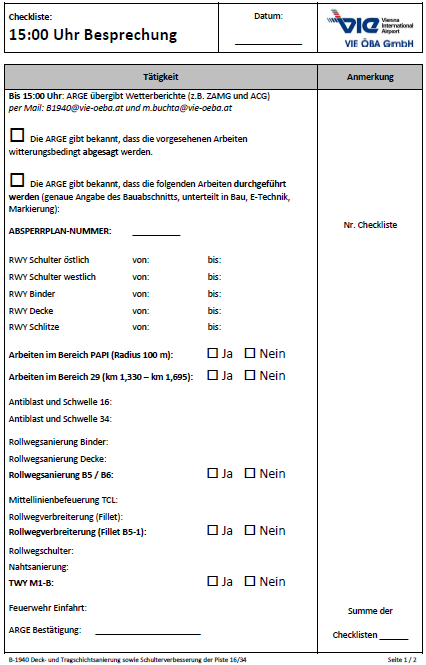 Checkliste:
15:00 Uhr Besprechung
Datum:
____________
VIE Vienna International Airport
VIE ÖBA GmbH
Tätigkeit
Anmerkung
Bis 15:00 Uhr: ARGE übergibt Wetterberichte (z.B. ZAMG und ACG)
per Mail: B1940@vie-oeba.at und m.buchta@vie-oeba.at
☐ Die ARGE gibt bekannt, dass die vorgesehenen Arbeiten
witterungsbedingt abgesagt werden.
☐ Die ARGE gibt bekannt, dass die folgenden Arbeiten durchgeführt
werden (genaue Angabe des Bauabschnitts, unterteilt in Bau, E-Technik,
Markierung):
Nr. Checkliste
ABSPERRPLAN-NUMMER: _________
RWY Schulter östlich von: bis:
RWY Schulter westlich von: bis:
RWY Binder von: bis:
RWY Decke von: bis:
RWY Schlitze von: bis:
Arbeiten im Bereich PAPI (Radius 100 m): ☐ Ja ☐ Nein
Arbeiten im Bereich 29 (km 1,330 – km 1,695): ☐ Ja ☐ Nein
Antiblast und Schwelle 16:
Antiblast und Schwelle 34:
Rollwegsanierung Binder:
Rollwegsanierung Decke:
Rollwegsanierung B5 / B6: ☐ Ja ☐ Nein
Mittellinienbefeuerung TCL:
Rollwegverbreiterung (Fillet):
Rollwegverbreiterung (Fillet B5-1): ☐ Ja ☐ Nein
Rollwegschulter:
Nahtsanierung:
TWY M1-B: ☐ Ja ☐ Nein
Feuerwehr Einfahrt:
Summe der
ARGE Bestätigung: ____________________
Checklisten ______
B-1940 Deck- und Tragschichtsanierung sowie Schulterverbesserung der Piste 16/34
Seite 1 / 2